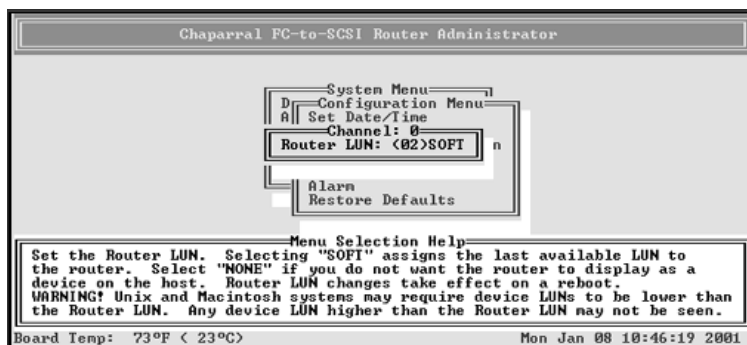 Chaparral FC-to-SCSI Router Administrator
System Menu
D
Configuration Menu
A
Set Date/Time
Channel: 0
Router LUN: (02)SOFT
n
Alarm
Restore Defaults
Menu Selection Help
Set the Router LUN. Selecting "SOFT" assigns the last available LUN to
the router. Select "NONE" if you do not want the router to display as a
device on the host. Router LUN changes take effect on a reboot.
WARNING! Unix and Macintosh systems may require device LUNs to be lower than
the Router LUN. Any device LUN higher than the Router LUN may not be seen.
Board Temp: 73ºF ( 23ºC)
Mon Jan 08 10:46:19 2001